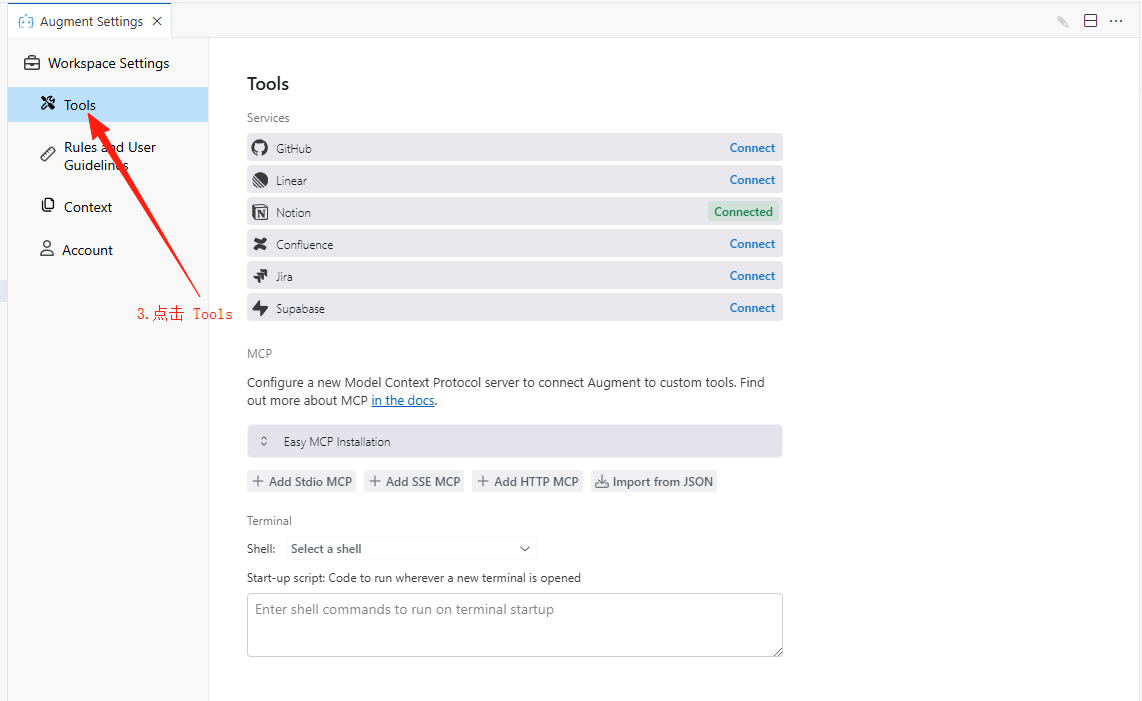 Augment Settings
Workspace Settings
Tools
Rules and User
Guidelines
Context
Account
3.点击 Tools
Tools
Services
GitHub Connect
Linear Connect
Notion Connected
Confluence Connect
Jira Connect
Supabase Connect
MCP
Configure a new Model Context Protocol server to connect Augment to custom tools. Find
out more about MCP in the docs.
Easy MCP Installation
Add Stdio MCP Add SSE MCP Add HTTP MCP Import from JSON
Terminal
Shell: Select a shell
Start-up script: Code to run wherever a new terminal is opened
Enter shell commands to run on terminal startup